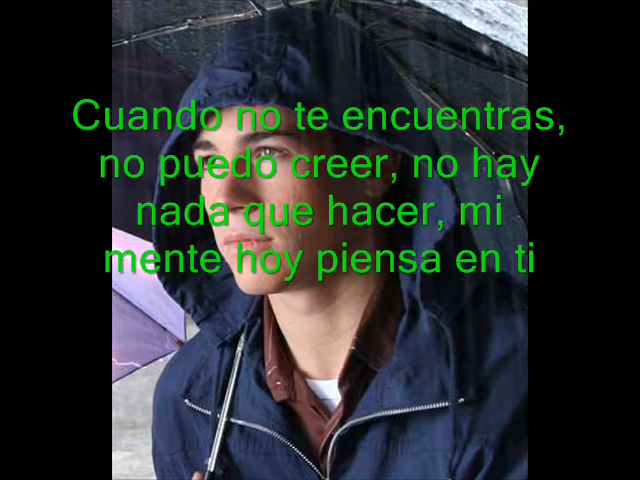 Cuando no te encuentras,
no puedo creer, no hay
nada que hacer, mi
mente hoy piensa en ti